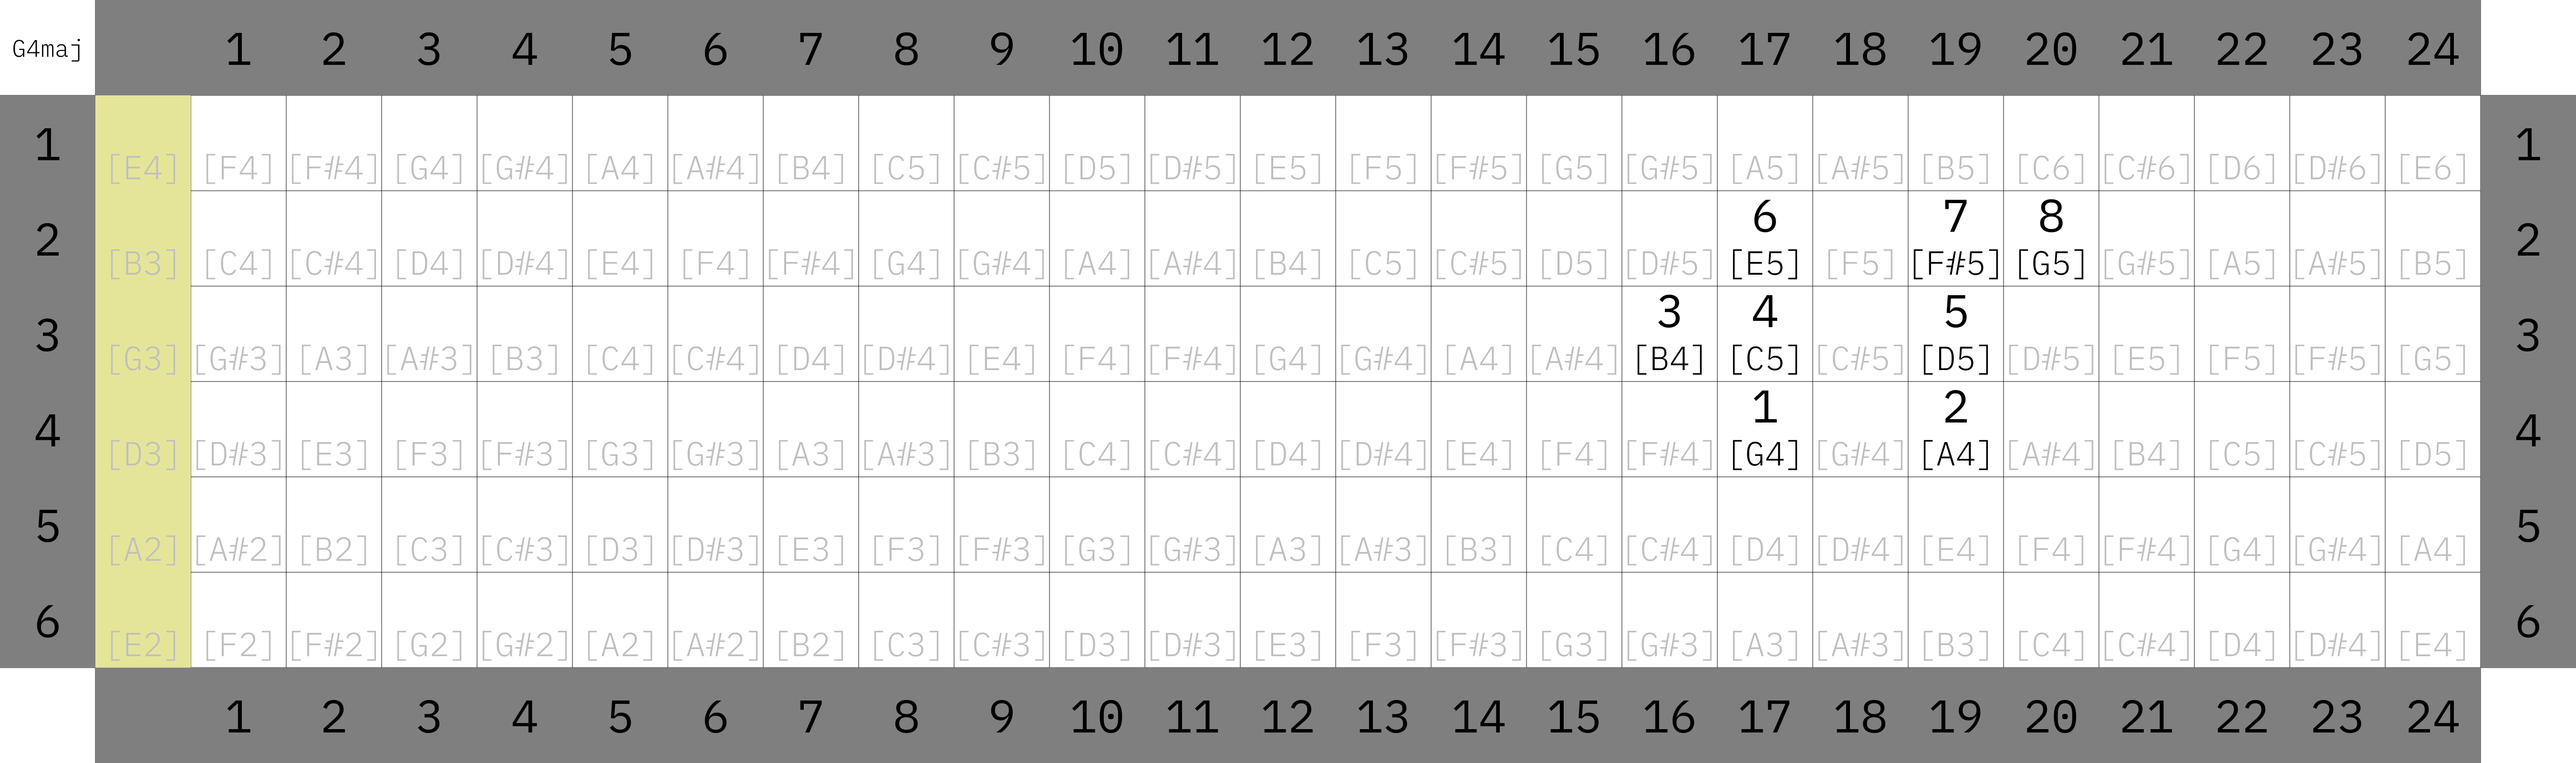 G4maj 1 2 3 4 5 6 7 8 9 10 11 12 13 14 15 16 17 18 19 20 21 22 23 24
1 [E4] [F4] [F#4] [G4] [G#4] [A4] [A#4] [B4] [C5] [C#5] [D5] [D#5] [E5] [F5] [F#5] [G5] [G#5] [A5] [A#5] [B5] [C6] [C#6] [D6] [D#6] [E6] 1
6 7 8
2 [B3] [C4] [C#4] [D4] [D#4] [E4] [F4] [F#4] [G4] [G#4] [A4] [A#4] [B4] [C5] [C#5] [D5] [D#5] [E5] [F5] [F#5] [G5] [G#5] [A5] [A#5] [B5] 2
3 4 5
3 [G3] [G#3] [A3] [A#3] [B3] [C4] [C#4] [D4] [D#4] [E4] [F4] [F#4] [G4] [G#4] [A4] [A#4] [B4] [C5] [C#5] [D5] [D#5] [E5] [F5] [F#5] [G5] 3
1 2
4 [D3] [D#3] [E3] [F3] [F#3] [G3] [G#3] [A3] [A#3] [B3] [C4] [C#4] [D4] [D#4] [E4] [F4] [F#4] [G4] [G#4] [A4] [A#4] [B4] [C5] [C#5] [D5] 4
5 [A2] [A#2] [B2] [C3] [C#3] [D3] [D#3] [E3] [F3] [F#3] [G3] [G#3] [A3] [A#3] [B3] [C4] [C#4] [D4] [D#4] [E4] [F4] [F#4] [G4] [G#4] [A4] 5
6 [E2] [F2] [F#2] [G2] [G#2] [A2] [A#2] [B2] [C3] [C#3] [D3] [D#3] [E3] [F3] [F#3] [G3] [G#3] [A3] [A#3] [B3] [C4] [C#4] [D4] [D#4] [E4] 6
1 2 3 4 5 6 7 8 9 10 11 12 13 14 15 16 17 18 19 20 21 22 23 24